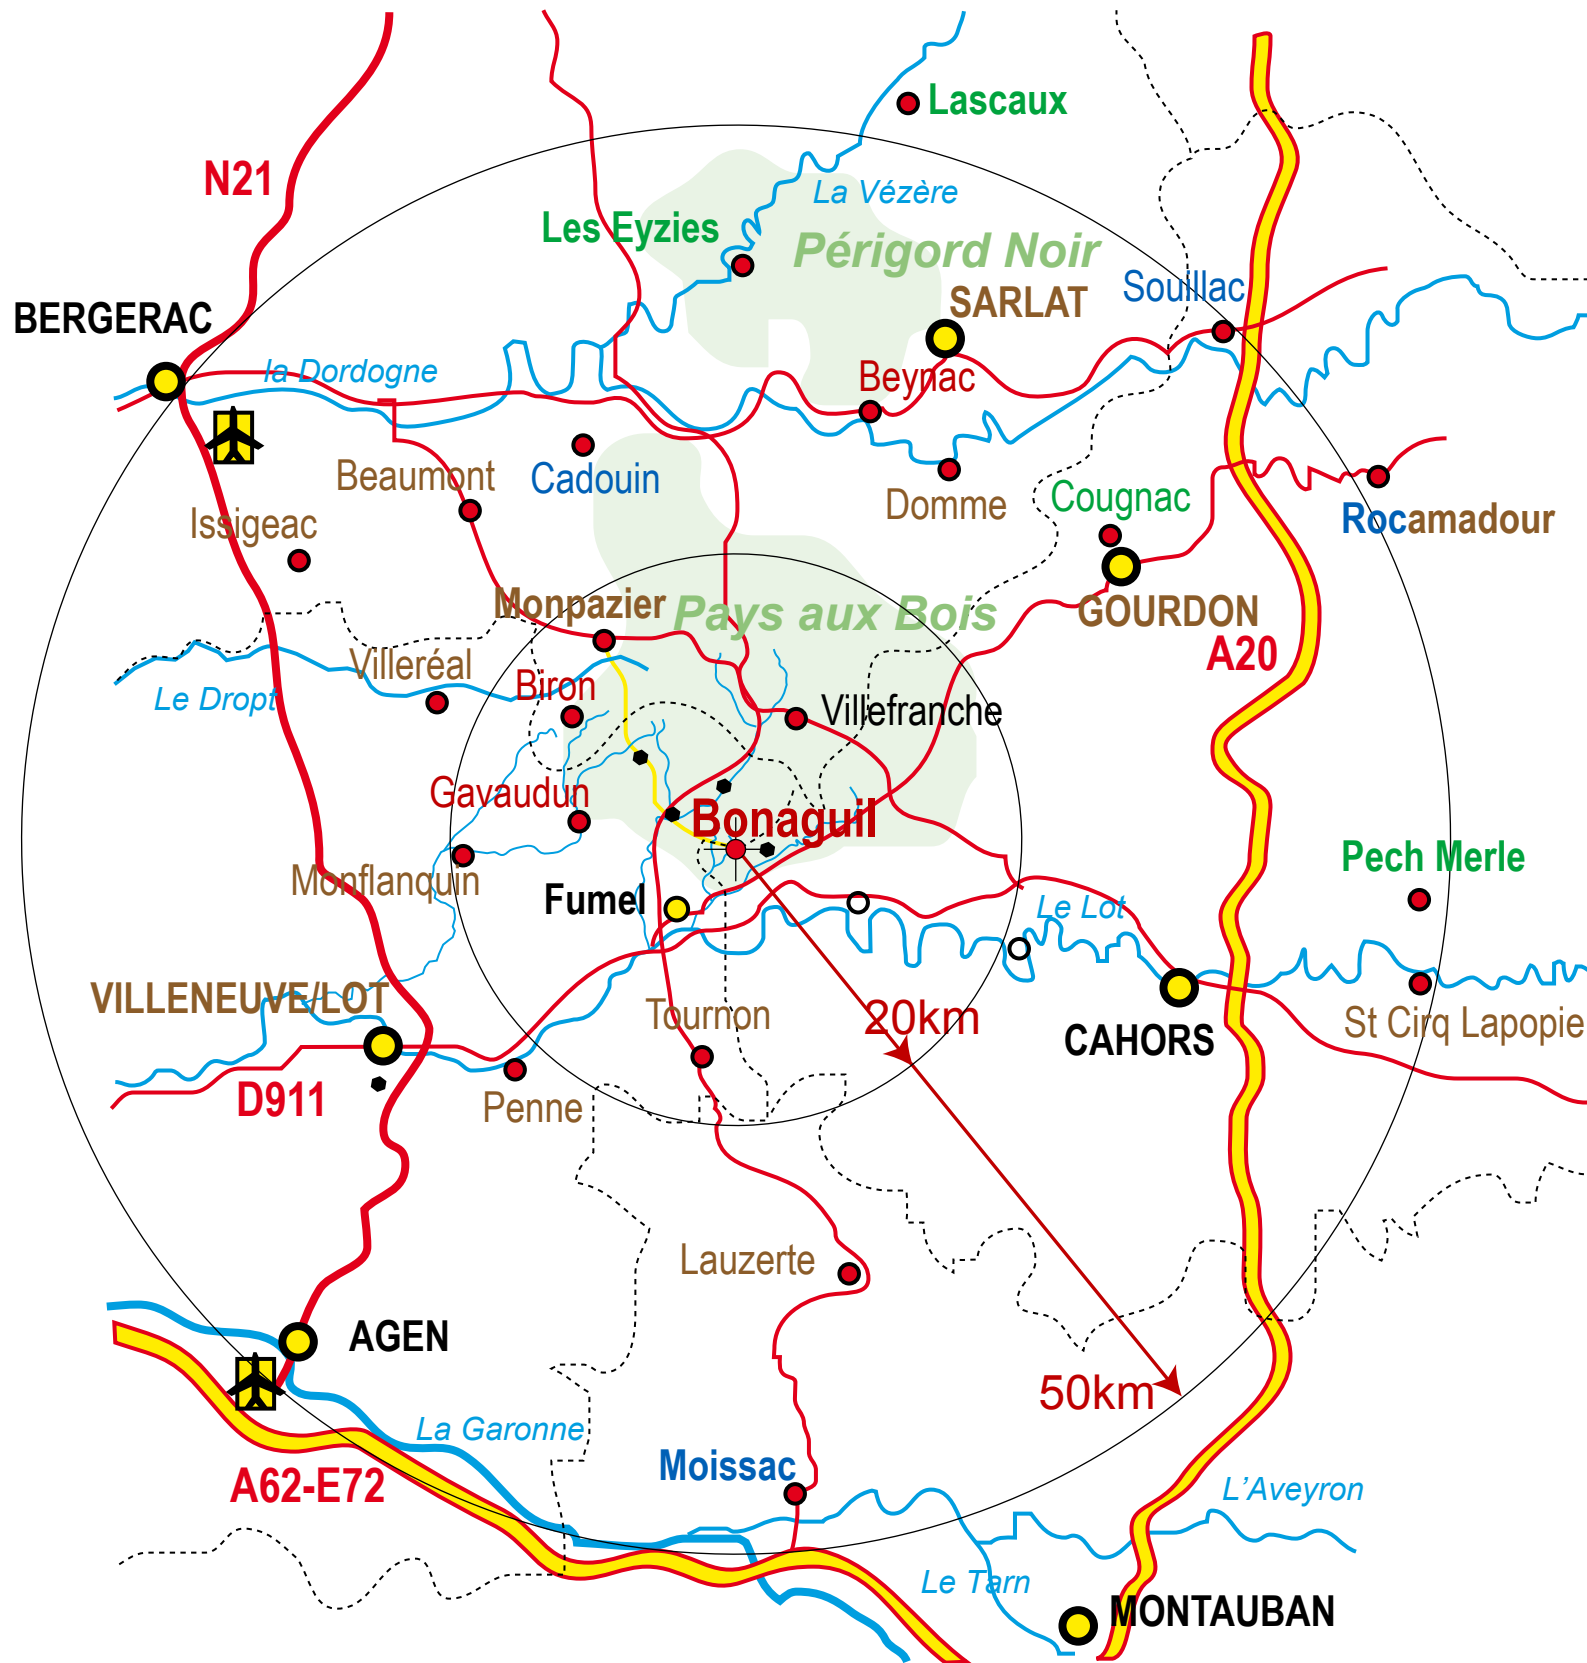 Lascaux
N21
La Vézère
Les Eyzies
Périgord Noir
Souillac
SARLAT
BERGERAC
la Dordogne
Beynac
Beaumont
Cadouin
Domme
Cougnac
Issigeac
Rocamadour
Monpazier
Pays aux Bois
GOURDON
A20
Villeréal
Biron
Le Dropt
Villefranche
Gavaudun
Bonaguil
Pech Merle
Monflanquin
Fumel
Le Lot
VILLENEUVE/LOT
Tournon
20km
CAHORS
St Cirq Lapopie
D911
Penne
Lauzerte
AGEN
50km
La Garonne
Moissac
A62-E72
L'Aveyron
Le Tarn
MONTAUBAN